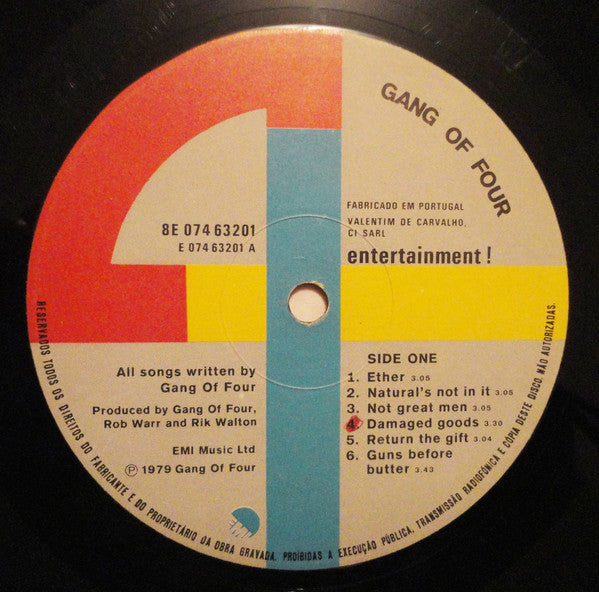 GANG OF FOUR
8E 074 63201
E 074 63201 A
FABRICADO EM PORTUGAL
VALENTIM DE CARVALHO,
CI SARL
entertainment!
All songs written by
Gang Of Four
Produced by Gang Of Four,
Rob Warr and Rik Walton
EMI Music Ltd
Ⓟ 1979 Gang Of Four
SIDE ONE
1. Ether 3.05
2. Natural's not in it 3.05
3. Not great men 3.05
4. Damaged goods 3.30
5. Return the gift 3.04
6. Guns before
butter 3.43
RESERVADOS TODOS OS DIREITOS DO FABRICANTE E DO PROPRIETÁRIO DA OBRA GRAVADA. PROIBIDAS A EXECUÇÃO PÚBLICA, TRANSMISSÃO RADIOFÓNICA E CÓPIA DESTE DISCO NÃO AUTORIZADAS.